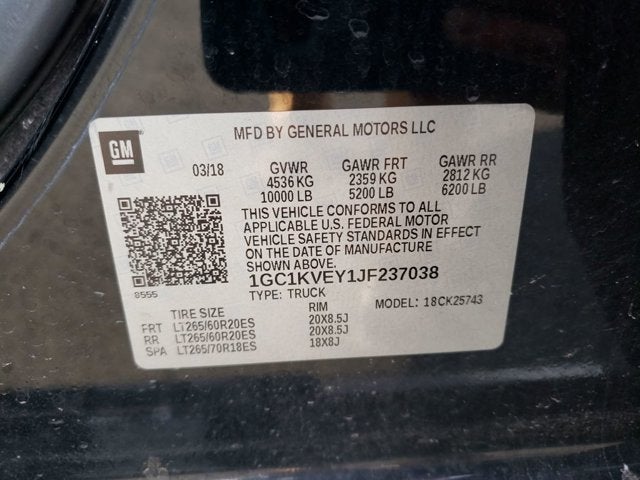 GM
MFD BY GENERAL MOTORS LLC
03/18 GVWR GAWR FRT GAWR RR
4536 KG 2359 KG 2812 KG
10000 LB 5200 LB 6200 LB
THIS VEHICLE CONFORMS TO ALL
APPLICABLE U.S. FEDERAL MOTOR
VEHICLE SAFETY STANDARDS IN EFFECT
ON THE DATE OF MANUFACTURE
SHOWN ABOVE.
1GC1KVEY1JF237038
8555 TYPE: TRUCK MODEL: 18CK25743
TIRE SIZE RIM
FRT LT265/60R20ES 20X8.5J
RR LT265/60R20ES 20X8.5J
SPA LT265/70R18ES 18X8J